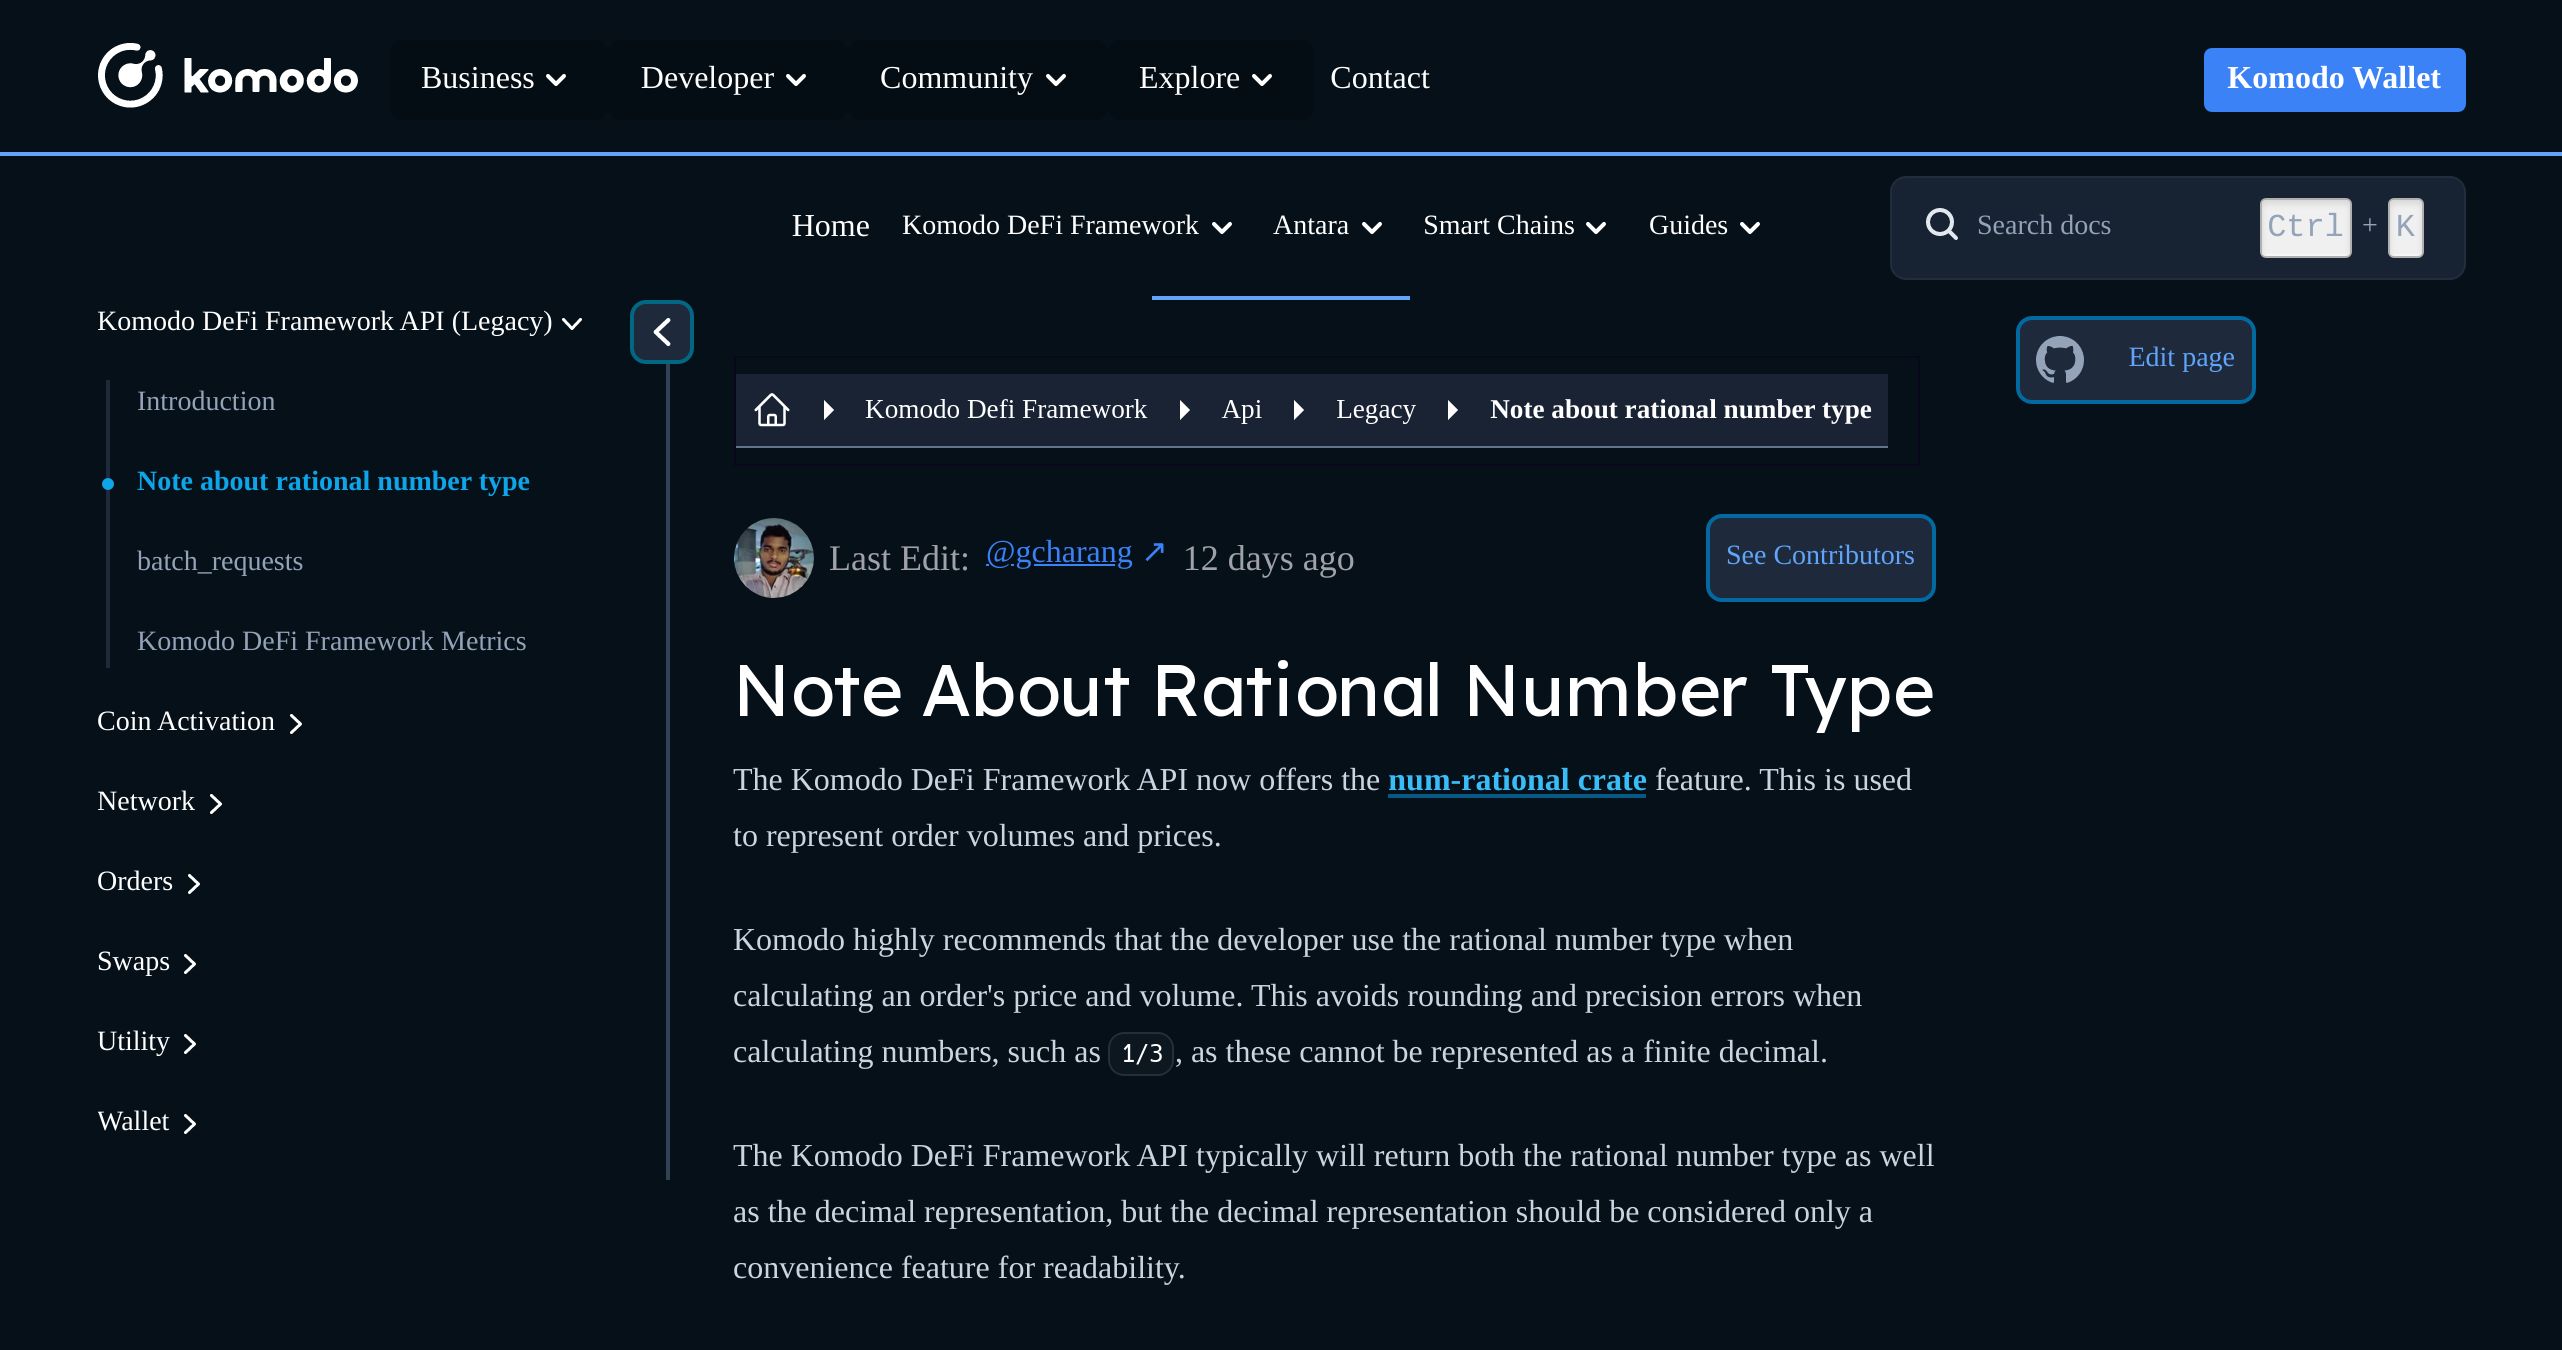 komodo Business Developer Community Explore Contact Komodo Wallet
Home Komodo DeFi Framework Antara Smart Chains Guides Search docs Ctrl + K
Komodo DeFi Framework API (Legacy)
Introduction
Note about rational number type
batch_requests
Komodo DeFi Framework Metrics
Coin Activation
Network
Orders
Swaps
Utility
Wallet
Komodo Defi Framework Api Legacy Note about rational number type
Edit page
Last Edit: @gcharang ↗ 12 days ago
See Contributors
Note About Rational Number Type
The Komodo DeFi Framework API now offers the num-rational crate feature. This is used
to represent order volumes and prices.
Komodo highly recommends that the developer use the rational number type when
calculating an order's price and volume. This avoids rounding and precision errors when
calculating numbers, such as 1/3, as these cannot be represented as a finite decimal.
The Komodo DeFi Framework API typically will return both the rational number type as well
as the decimal representation, but the decimal representation should be considered only a
convenience feature for readability.